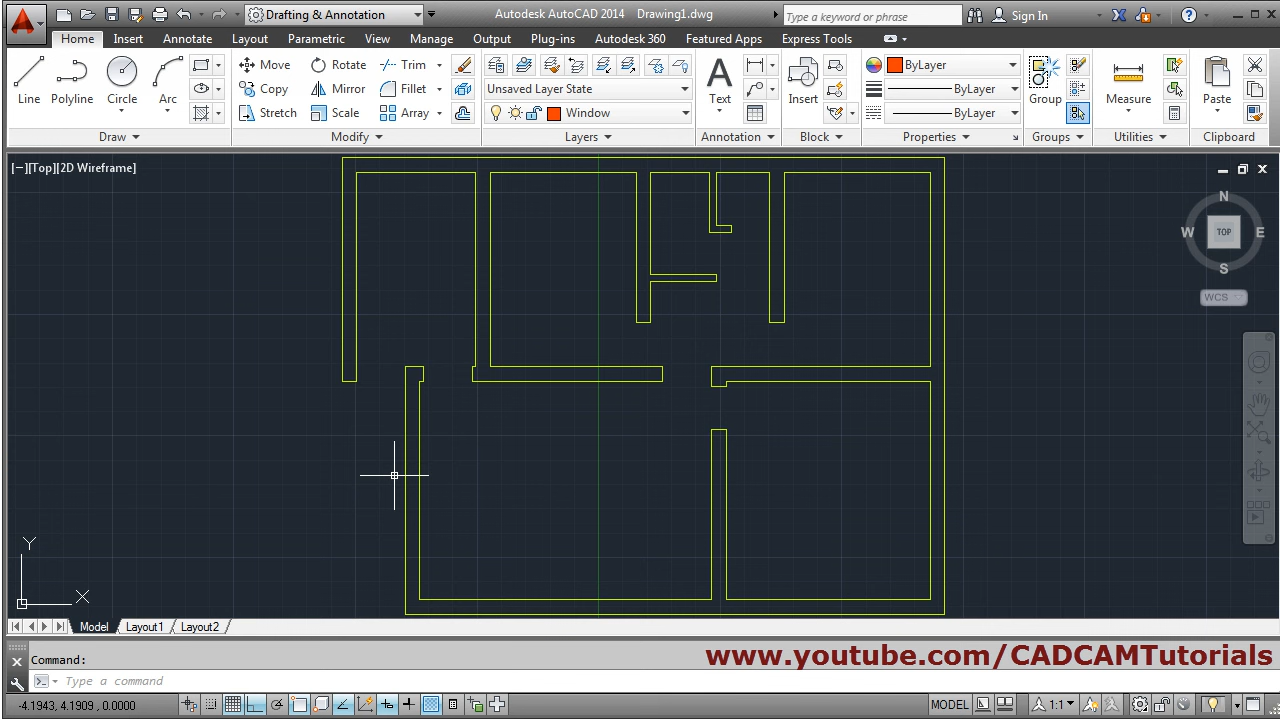 Drafting & Annotation
Autodesk AutoCAD 2014 Drawing1.dwg
Type a keyword or phrase
Sign In
Home Insert Annotate Layout Parametric View Manage Output Plug-ins Autodesk 360 Featured Apps Express Tools
Line Polyline Circle Arc
Move Rotate Trim
Copy Mirror Fillet
Stretch Scale Array
Unsaved Layer State
Window
Text
Insert
ByLayer
ByLayer
ByLayer
Group
Measure
Paste
Draw Modify Layers Annotation Block Properties Groups Utilities Clipboard
[−][Top][2D Wireframe]
N
W TOP E
S
WCS
Y
X
Model Layout1 Layout2
Command:
www.youtube.com/CADCAMTutorials
Type a command
-4.1943, 4.1909 , 0.0000
MODEL
1:1